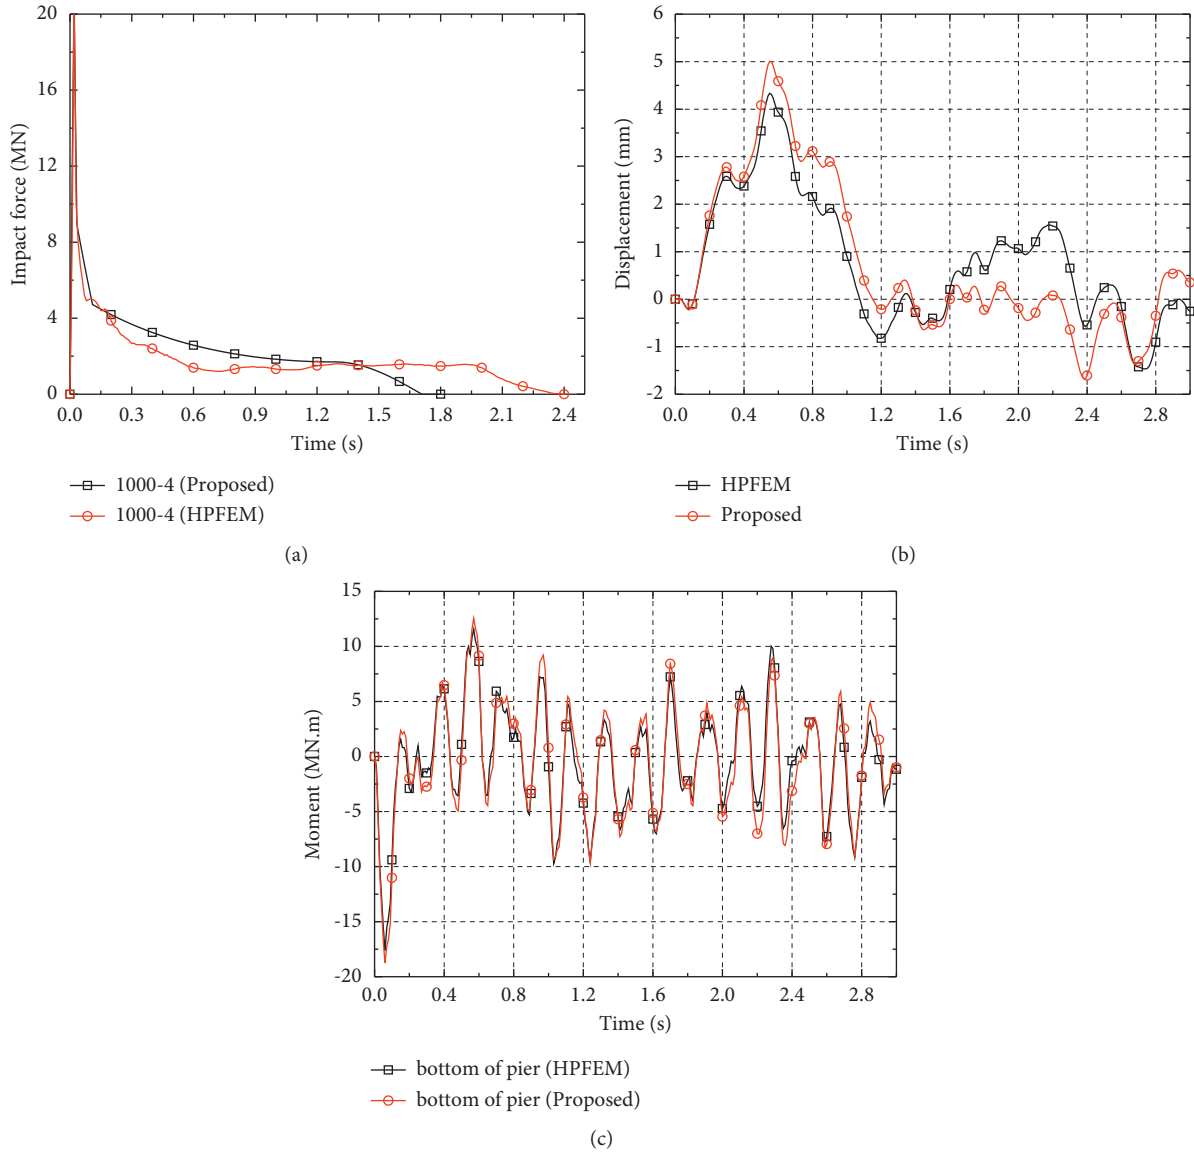 20
16
12
8
4
0
Impact force (MN)
0.0 0.3 0.6 0.9 1.2 1.5 1.8 2.1 2.4
Time (s)
1000-4 (Proposed)
1000-4 (HPFEM)
(a)
6
5
4
3
2
1
0
-1
-2
Displacement (mm)
0.0 0.4 0.8 1.2 1.6 2.0 2.4 2.8
Time (s)
HPFEM
Proposed
(b)
15
10
5
0
-5
-10
-15
-20
Moment (MN.m)
0.0 0.4 0.8 1.2 1.6 2.0 2.4 2.8
Time (s)
bottom of pier (HPFEM)
bottom of pier (Proposed)
(c)